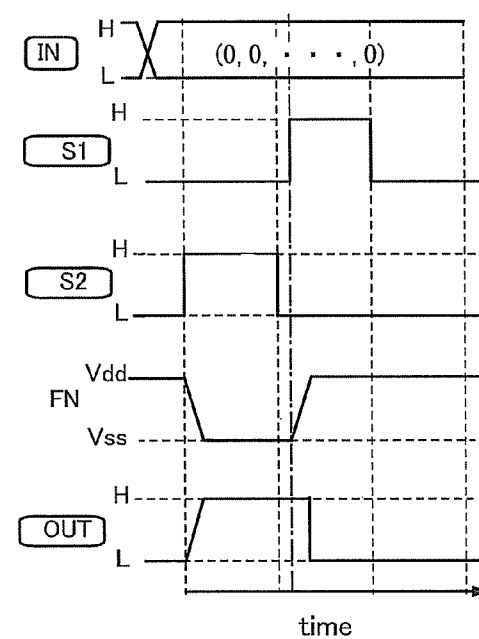 H
IN
(0, 0, · · · , 0)
L
H
S1
L
H
S2
L
Vdd
FN
Vss
H
OUT
L
time